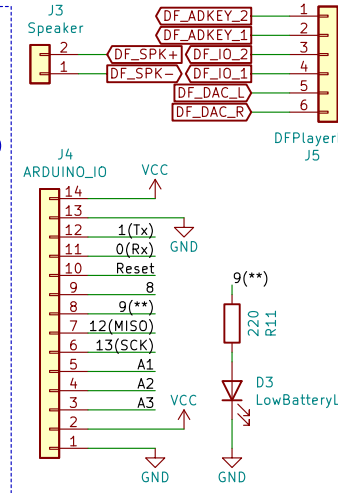 J3
Speaker
2 DF_SPK+
1 DF_SPK-
DF_ADKEY_2 1
DF_ADKEY_1 2
DF_IO_2 3
DF_IO_1 4
DF_DAC_L 5
DF_DAC_R 6
DFPlayer
J5
J4
ARDUINO_IO
14 VCC
13 GND
12 1(Tx)
11 0(Rx)
10 Reset
9 8
8 9(**)
7 12(MISO)
6 13(SCK)
5 A1
4 A2
3 A3
2 VCC
1 GND
9(**)
220
R11
D3
LowBatteryL
GND